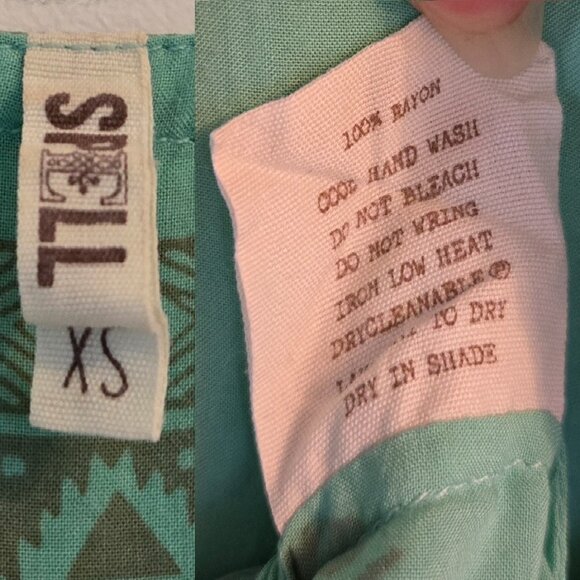 SPELL
XS
100% RAYON
COOL HAND WASH
DO NOT BLEACH
DO NOT WRING
IRON LOW HEAT
DRYCLEANABLE®
TO DRY
DRY IN SHADE